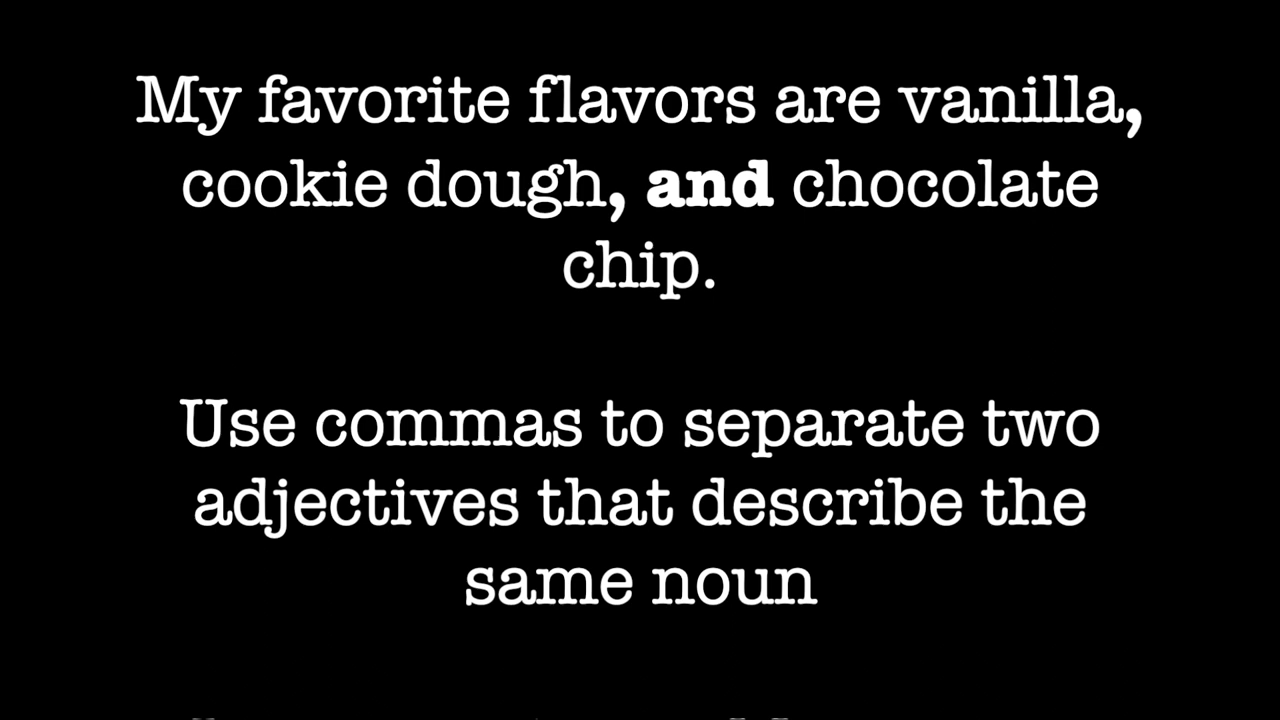 My favorite flavors are vanilla,
cookie dough, and chocolate
chip.
Use commas to separate two
adjectives that describe the
same noun